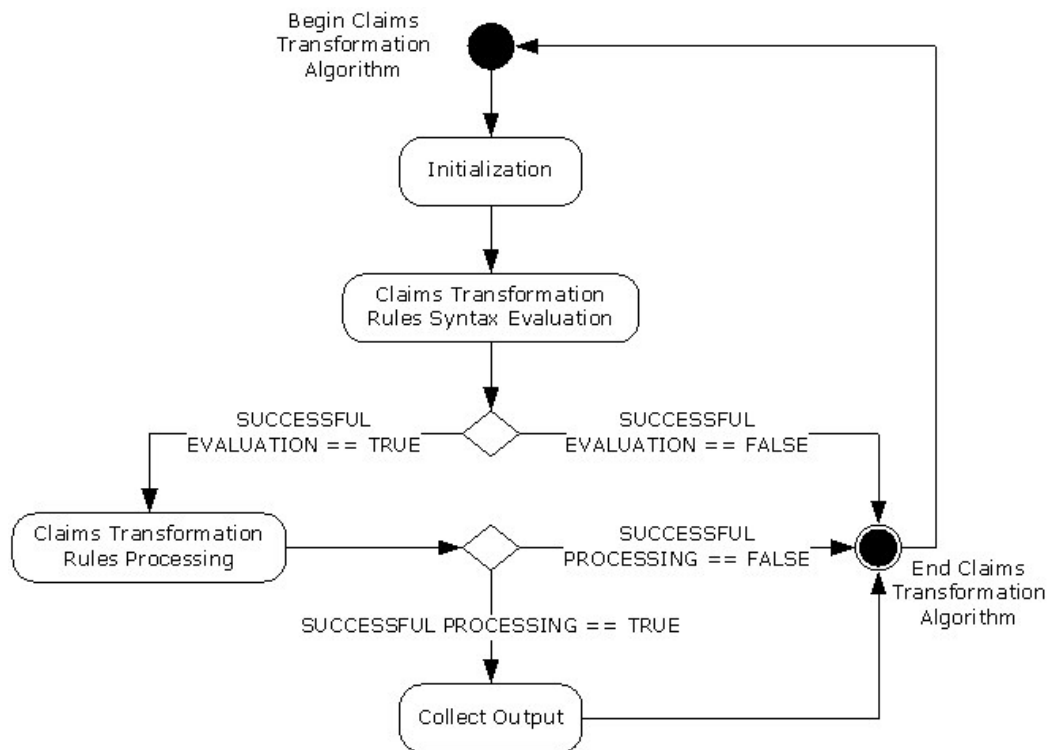 Begin Claims
Transformation
Algorithm
Initialization
Claims Transformation
Rules Syntax Evaluation
SUCCESSFUL
EVALUATION == TRUE
SUCCESSFUL
EVALUATION == FALSE
Claims Transformation
Rules Processing
SUCCESSFUL
PROCESSING == FALSE
End Claims
Transformation
Algorithm
SUCCESSFUL PROCESSING == TRUE
Collect Output